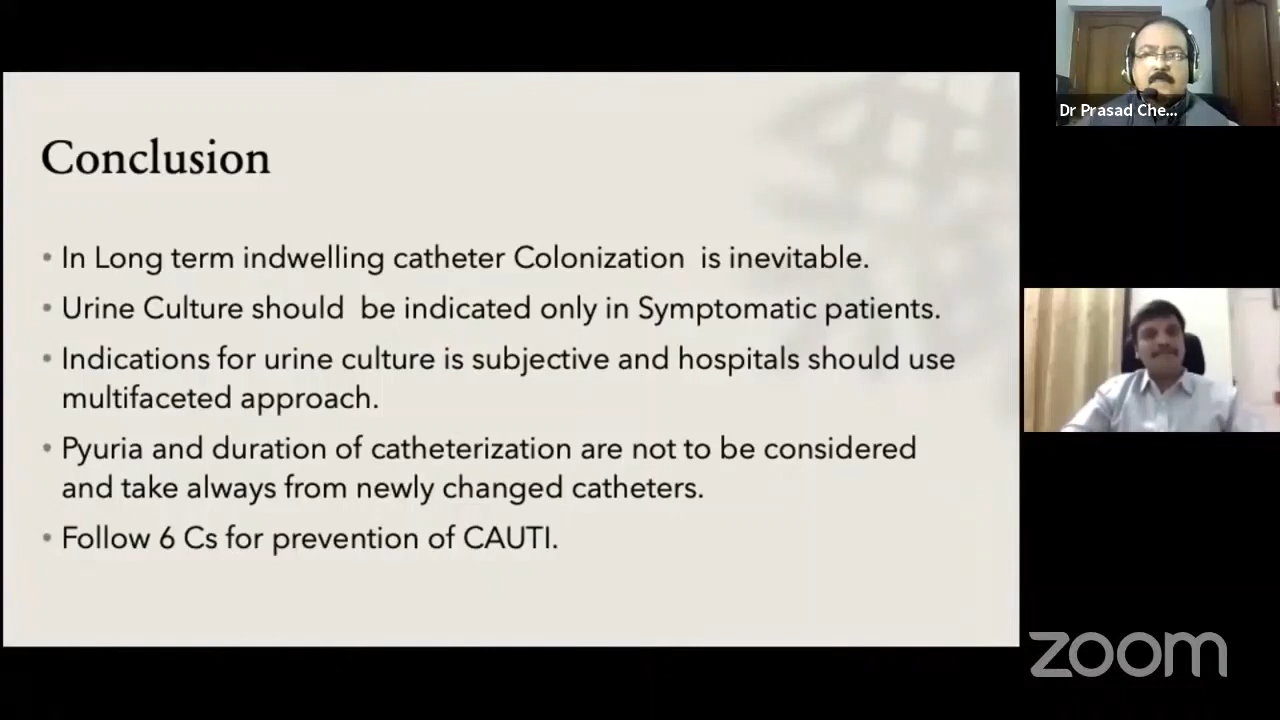 Conclusion
• In Long term indwelling catheter Colonization is inevitable.
• Urine Culture should be indicated only in Symptomatic patients.
• Indications for urine culture is subjective and hospitals should use
multifaceted approach.
• Pyuria and duration of catheterization are not to be considered
and take always from newly changed catheters.
• Follow 6 Cs for prevention of CAUTI.
Dr Prasad Che...
zoom